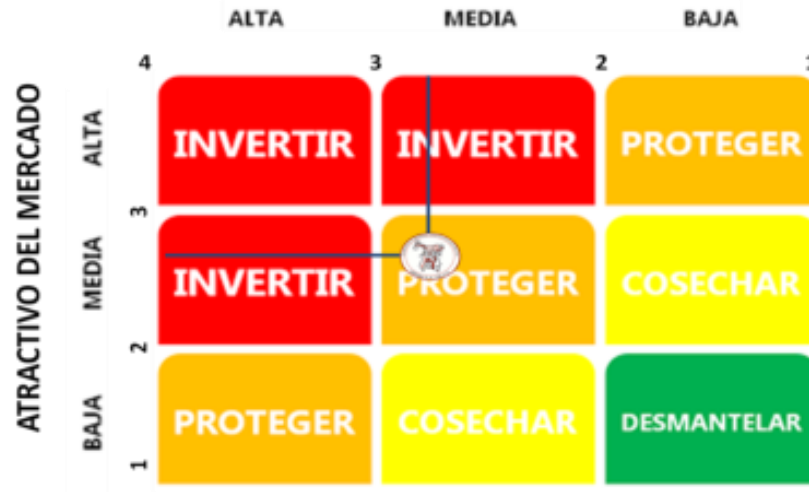 ALTA MEDIA BAJA
4 3 2 1
ATRACTIVO DEL MERCADO
ALTA
INVERTIR INVERTIR PROTEGER
3
MEDIA
INVERTIR PROTEGER COSECHAR
2
BAJA
PROTEGER COSECHAR DESMANTELAR
1